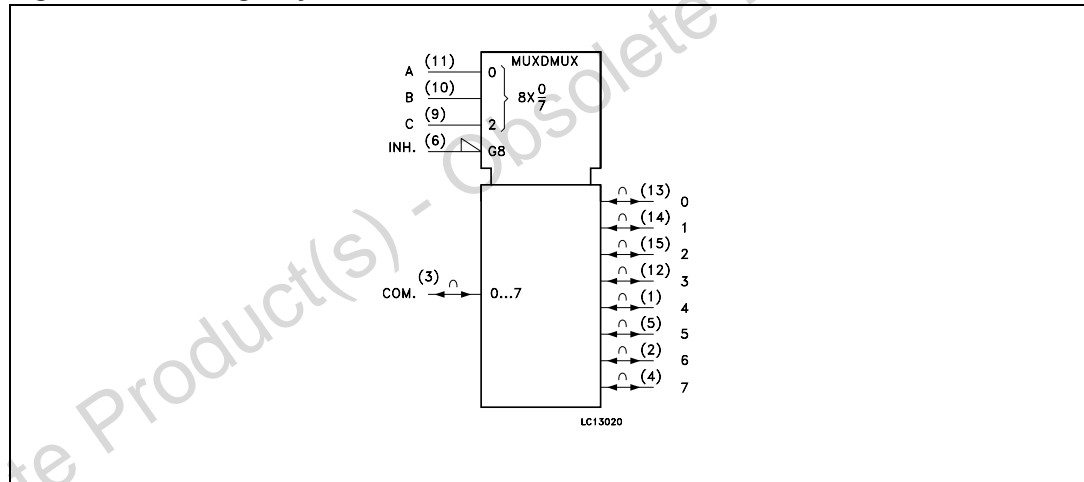 MUXDMUX
A (11) 0
B (10) 8X 0/7
C (9) 2
INH. (6) G8
(13) 0
(14) 1
(15) 2
(12) 3
COM. (3) 0...7
(1) 4
(5) 5
(2) 6
(4) 7
LC13020
te Product(s) - Obsolete